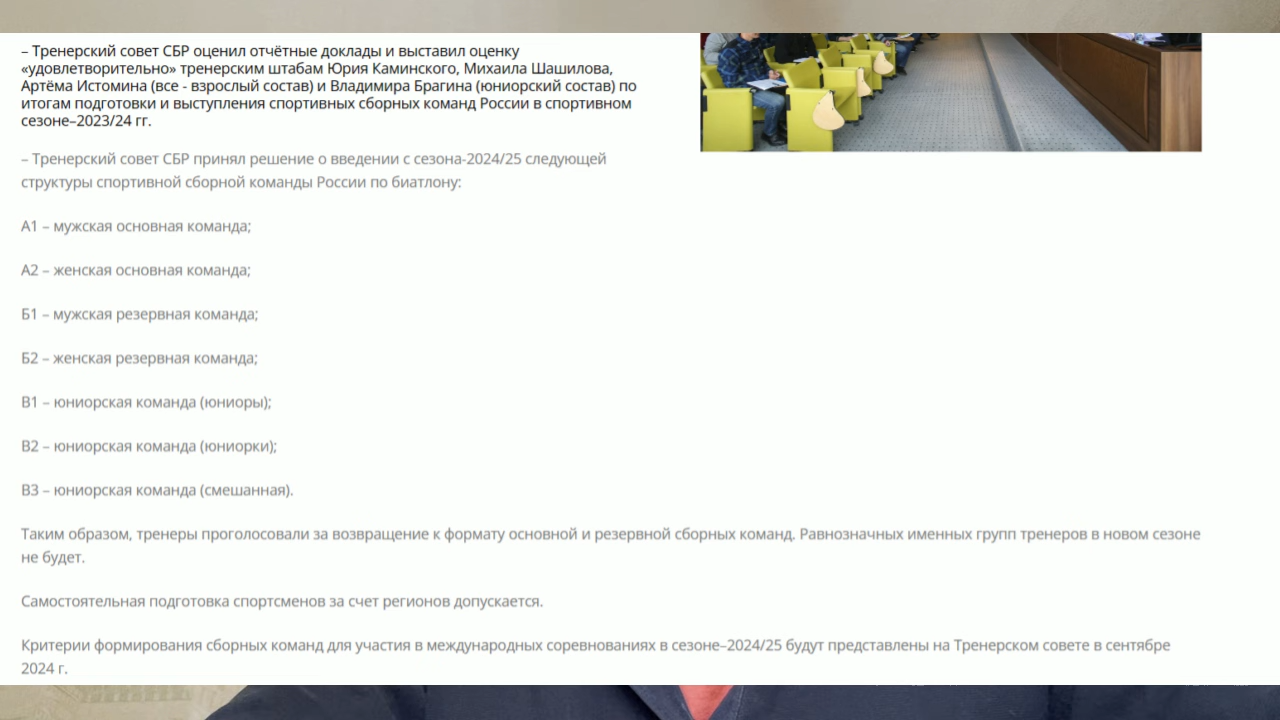 – Тренерский совет СБР оценил отчётные доклады и выставил оценку
«удовлетворительно» тренерским штабам Юрия Каминского, Михаила Шашилова,
Артёма Истомина (все - взрослый состав) и Владимира Брагина (юниорский состав) по
итогам подготовки и выступления спортивных сборных команд России в спортивном
сезоне–2023/24 гг.
– Тренерский совет СБР принял решение о введении с сезона-2024/25 следующей
структуры спортивной сборной команды России по биатлону:
А1 – мужская основная команда;
А2 – женская основная команда;
Б1 – мужская резервная команда;
Б2 – женская резервная команда;
В1 – юниорская команда (юниоры);
В2 – юниорская команда (юниорки);
В3 – юниорская команда (смешанная).
Таким образом, тренеры проголосовали за возвращение к формату основной и резервной сборных команд. Равнозначных именных групп тренеров в новом сезоне
не будет.
Самостоятельная подготовка спортсменов за счет регионов допускается.
Критерии формирования сборных команд для участия в международных соревнованиях в сезоне–2024/25 будут представлены на Тренерском совете в сентябре
2024 г.